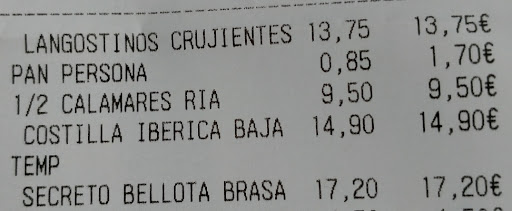 LANGOSTINOS CRUJIENTES 13,75 13,75€
PAN PERSONA 0,85 1,70€
1/2 CALAMARES RIA 9,50 9,50€
COSTILLA IBERICA BAJA 14,90 14,90€
TEMP
SECRETO BELLOTA BRASA 17,20 17,20€